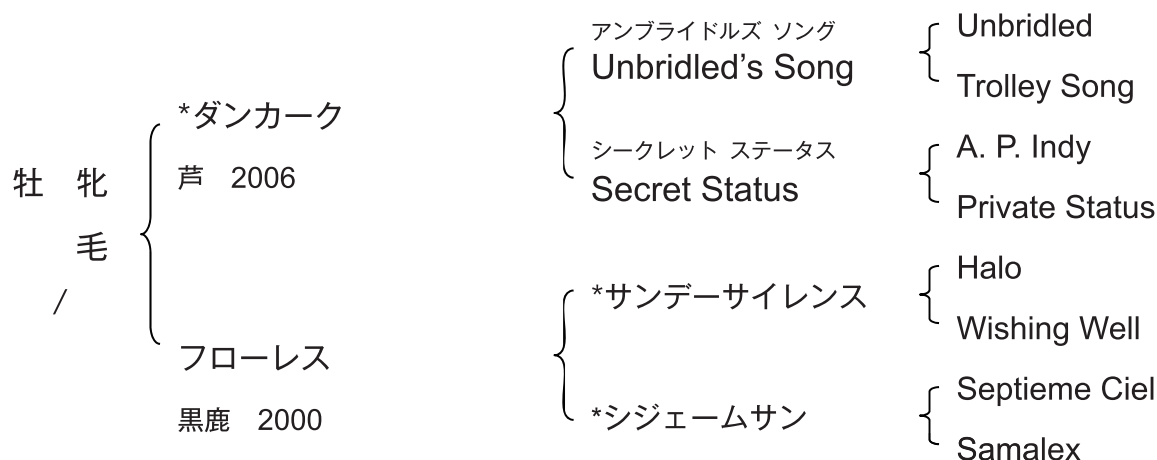 牡 牝
毛
/
*ダンカーク
芦 2006
フローレス
黒鹿 2000
アンブライドルズ ソング
Unbridled’s Song
シークレット ステータス
Secret Status
*サンデーサイレンス
*シジェームサン
Unbridled
Trolley Song
A. P. Indy
Private Status
Halo
Wishing Well
Septieme Ciel
Samalex